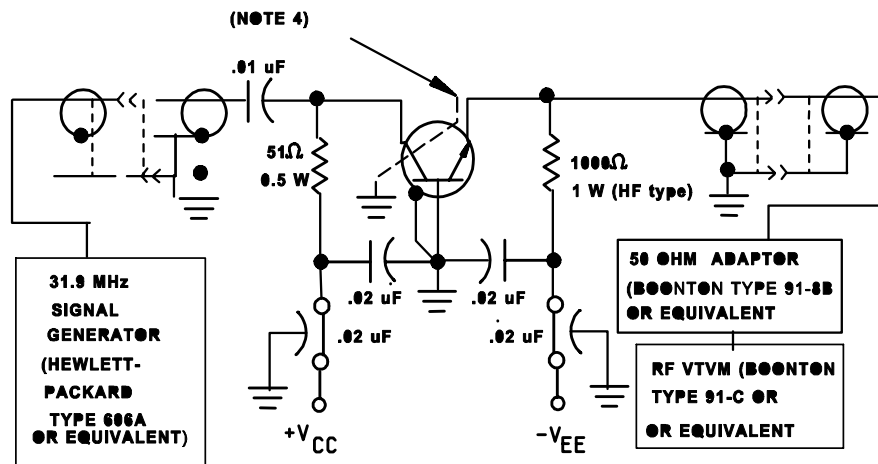 (NOTE 4)
.01 uF
51Ω
0.5 W
1000Ω
1 W (HF type)
.02 uF
.02 uF
.02 uF
.02 uF
+VCC
-VEE
31.9 MHz
SIGNAL
GENERATOR
(HEWLETT-
PACKARD
TYPE 606A
OR EQUIVALENT)
50 OHM ADAPTOR
(BOONTON TYPE 91-8B
OR EQUIVALENT
RF VTVM (BOONTON
TYPE 91-C OR
OR EQUIVALENT